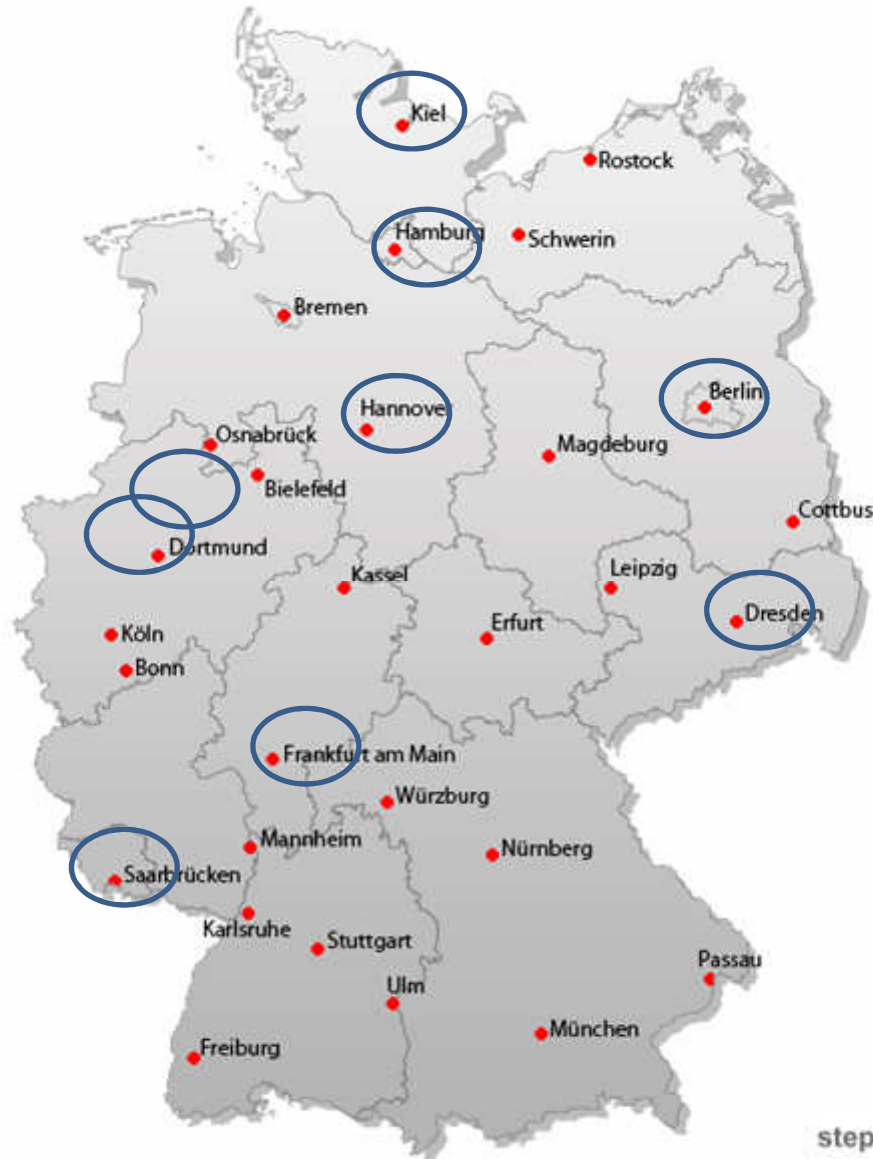 Kiel
Rostock
Hamburg
Schwerin
Bremen
Berlin
Hannover
Osnabrück
Magdeburg
Bielefeld
Cottbus
Dortmund
Kassel
Leipzig
Dresden
Köln
Erfurt
Bonn
Frankfurt am Main
Würzburg
Mannheim
Nürnberg
Saarbrücken
Karlsruhe
Stuttgart
Passau
Ulm
München
Freiburg
step